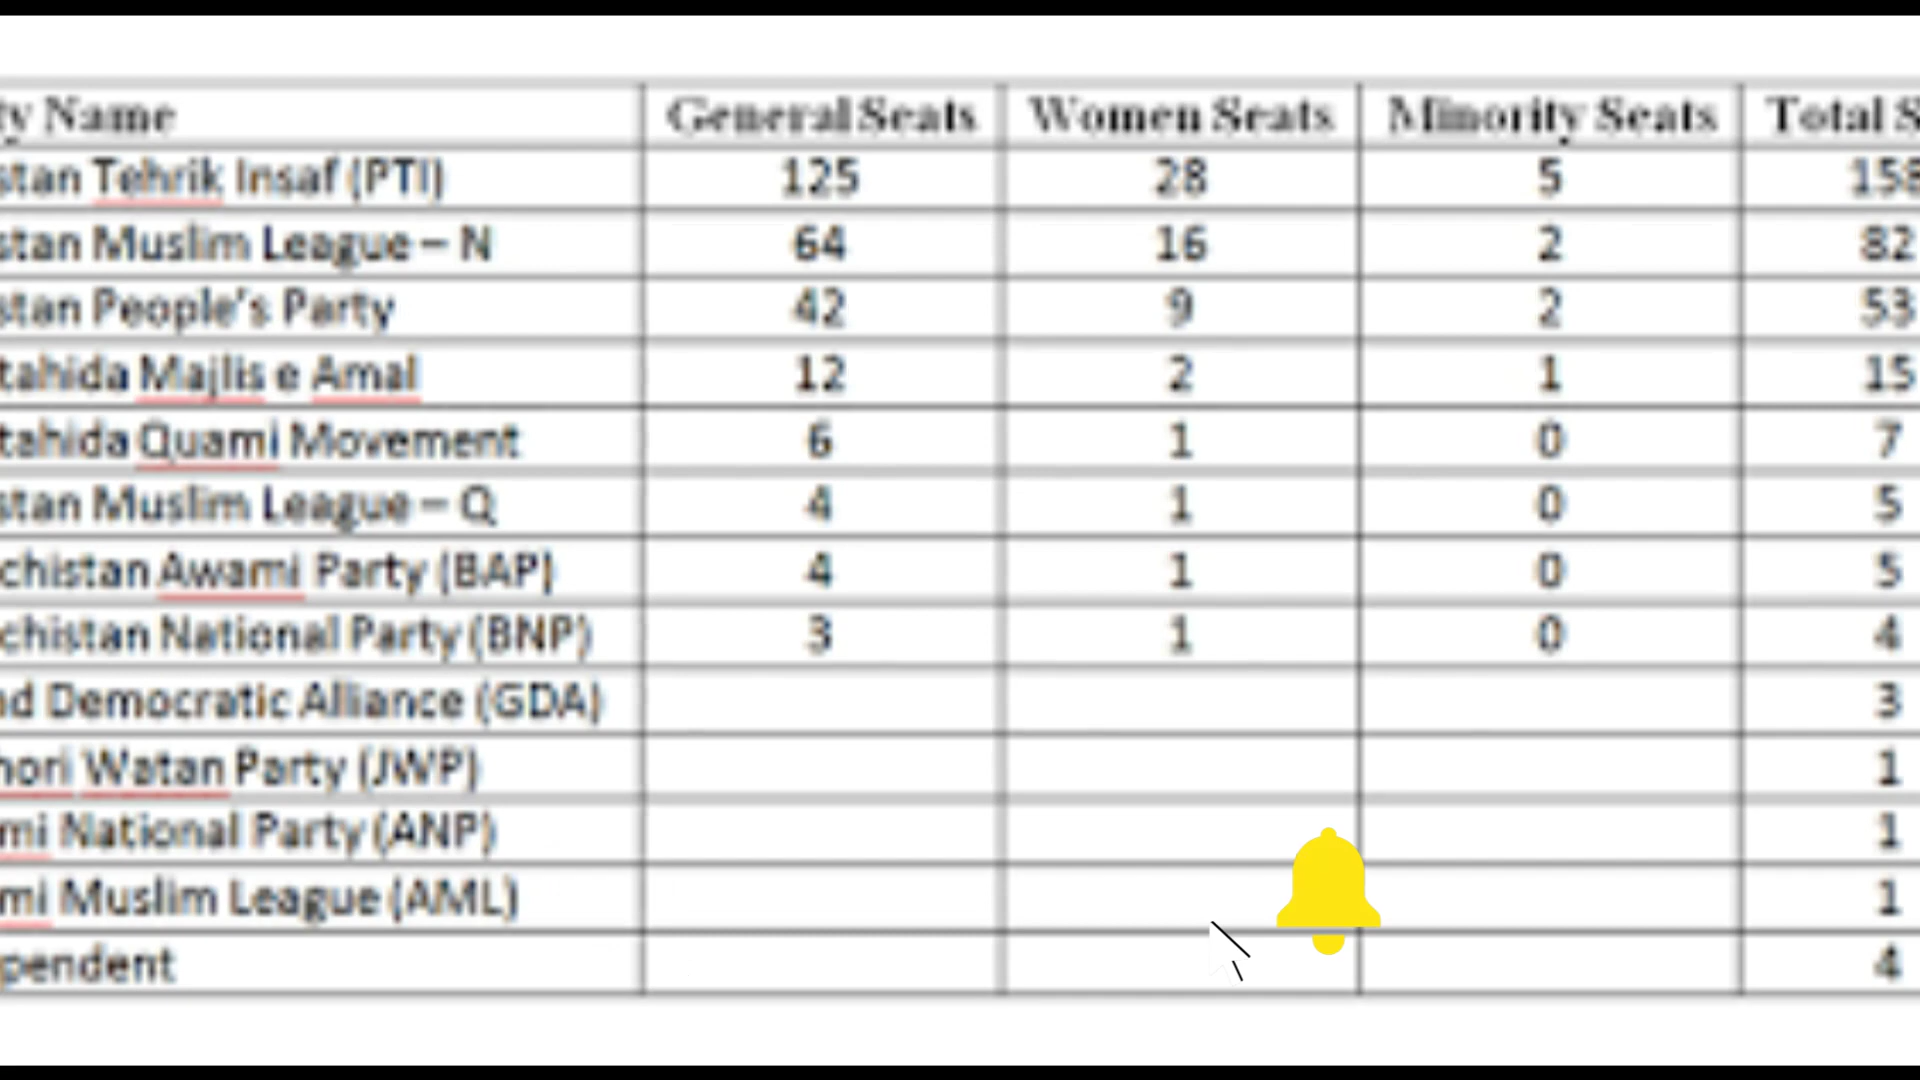 ty Name General Seats Women Seats Minority Seats Total S
stan Tehrik Insaf (PTI) 125 28 5 158
stan Muslim League – N 64 16 2 82
stan People's Party 42 9 2 53
tahida Majlis e Amal 12 2 1 15
tahida Quami Movement 6 1 0 7
stan Muslim League – Q 4 1 0 5
chistan Awami Party (BAP) 4 1 0 5
chistan National Party (BNP) 3 1 0 4
nd Democratic Alliance (GDA) 3
hori Watan Party (JWP) 1
mi National Party (ANP) 1
mi Muslim League (AML) 1
pendent 4